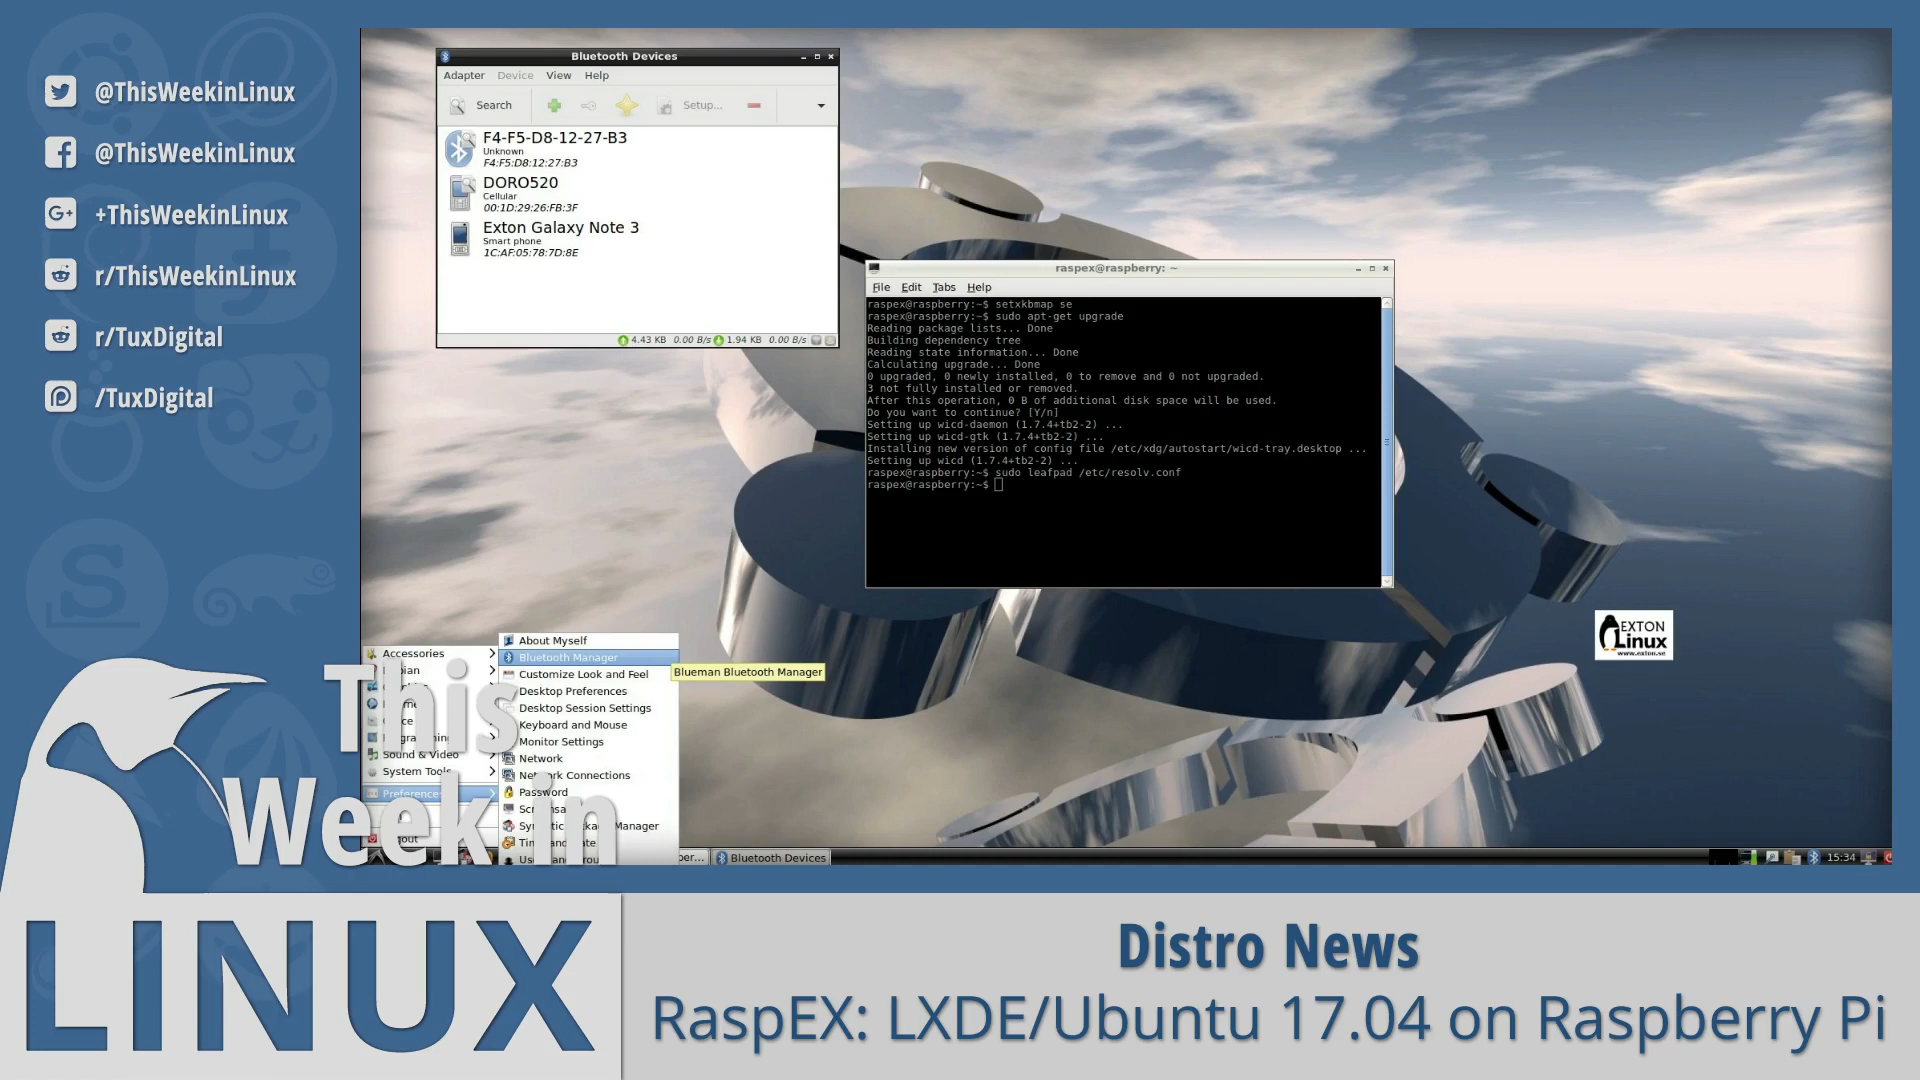 @ThisWeekinLinux
@ThisWeekinLinux
+ThisWeekinLinux
r/ThisWeekinLinux
r/TuxDigital
/TuxDigital
Bluetooth Devices
Adapter Device View Help
Search Setup...
F4-F5-D8-12-27-B3
Unknown
F4:F5:D8:12:27:B3
DORO520
Cellular
00:1D:29:26:FB:3F
Exton Galaxy Note 3
Smart phone
1C:AF:05:78:7D:8E
4.43 KB 0.00 B/s 1.94 KB 0.00 B/s
raspex@raspberry: ~
File Edit Tabs Help
raspex@raspberry:~$ setxkbmap se
raspex@raspberry:~$ sudo apt-get upgrade
Reading package lists... Done
Building dependency tree
Reading state information... Done
Calculating upgrade... Done
0 upgraded, 0 newly installed, 0 to remove and 0 not upgraded.
3 not fully installed or removed.
After this operation, 0 B of additional disk space will be used.
Do you want to continue? [Y/n]
Setting up wicd-daemon (1.7.4+tb2-2) ...
Setting up wicd-gtk (1.7.4+tb2-2) ...
Installing new version of config file /etc/xdg/autostart/wicd-tray.desktop ...
Setting up wicd (1.7.4+tb2-2) ...
raspex@raspberry:~$ sudo leafpad /etc/resolv.conf
raspex@raspberry:~$
EXTON
Linux
www.exton.se
Accessories
Sound & Video
System Tools
Preferences
About Myself
Bluetooth Manager
Blueman Bluetooth Manager
Customize Look and Feel
Desktop Preferences
Desktop Session Settings
Keyboard and Mouse
Monitor Settings
Network
Network Connections
Password
Manager
Bluetooth Devices
15:34
This
Week in
LINUX
Distro News
RaspEX: LXDE/Ubuntu 17.04 on Raspberry Pi